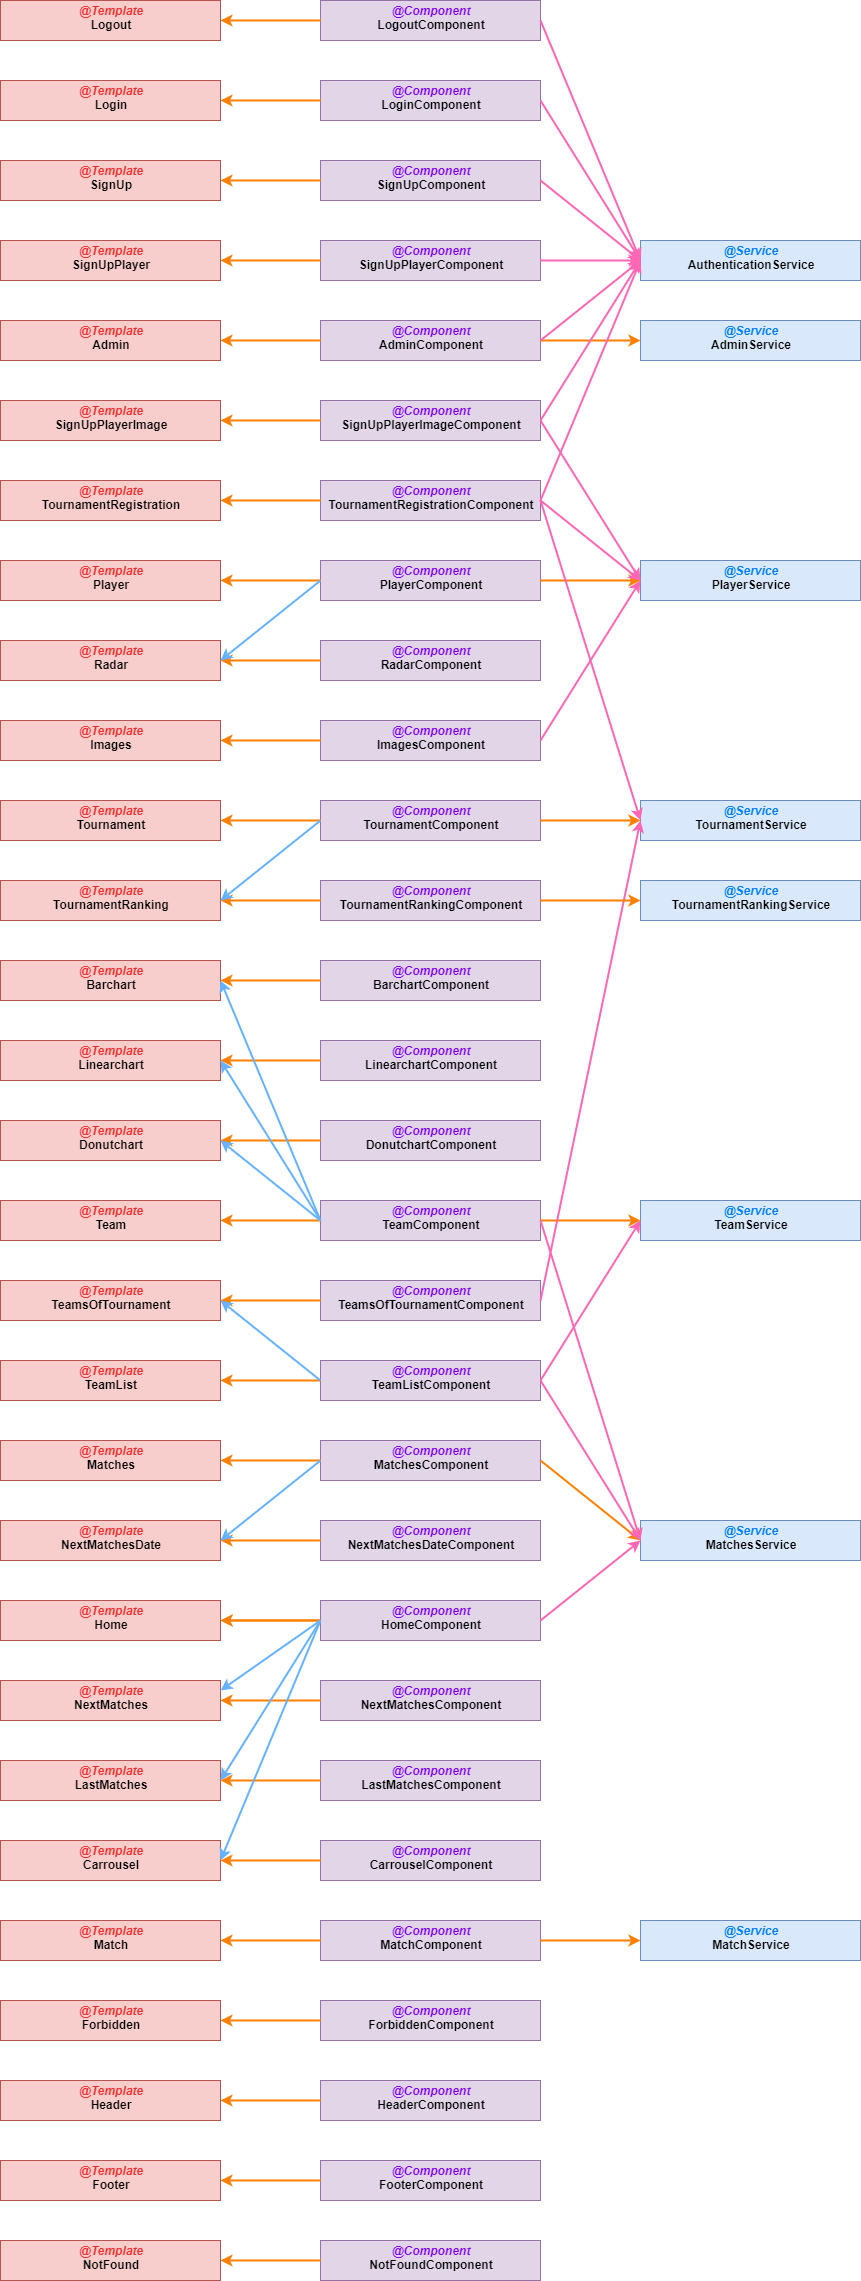 @Template
Logout
@Component
LogoutComponent
@Template
Login
@Component
LoginComponent
@Template
SignUp
@Component
SignUpComponent
@Template
SignUpPlayer
@Component
SignUpPlayerComponent
@Service
AuthenticationService
@Template
Admin
@Component
AdminComponent
@Service
AdminService
@Template
SignUpPlayerImage
@Component
SignUpPlayerImageComponent
@Template
TournamentRegistration
@Component
TournamentRegistrationComponent
@Template
Player
@Component
PlayerComponent
@Service
PlayerService
@Template
Radar
@Component
RadarComponent
@Template
Images
@Component
ImagesComponent
@Template
Tournament
@Component
TournamentComponent
@Service
TournamentService
@Template
TournamentRanking
@Component
TournamentRankingComponent
@Service
TournamentRankingService
@Template
Barchart
@Component
BarchartComponent
@Template
Linearchart
@Component
LinearchartComponent
@Template
Donutchart
@Component
DonutchartComponent
@Template
Team
@Component
TeamComponent
@Service
TeamService
@Template
TeamsOfTournament
@Component
TeamsOfTournamentComponent
@Template
TeamList
@Component
TeamListComponent
@Template
Matches
@Component
MatchesComponent
@Template
NextMatchesDate
@Component
NextMatchesDateComponent
@Service
MatchesService
@Template
Home
@Component
HomeComponent
@Template
NextMatches
@Component
NextMatchesComponent
@Template
LastMatches
@Component
LastMatchesComponent
@Template
Carrousel
@Component
CarrouselComponent
@Template
Match
@Component
MatchComponent
@Service
MatchService
@Template
Forbidden
@Component
ForbiddenComponent
@Template
Header
@Component
HeaderComponent
@Template
Footer
@Component
FooterComponent
@Template
NotFound
@Component
NotFoundComponent